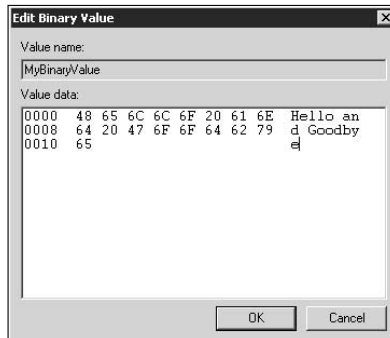 Edit Binary Value
Value name:
MyBinaryValue
Value data:
0000 48 65 6C 6C 6F 20 61 6E Hello an
0008 64 20 47 6F 6F 64 62 79 d Goodby
0010 65 e
OK Cancel